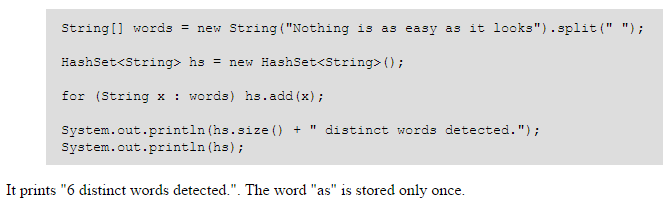 String[] words = new String("Nothing is as easy as it looks").split(" ");
HashSet<String> hs = new HashSet<String>();
for (String x : words) hs.add(x);
System.out.println(hs.size() + " distinct words detected.");
System.out.println(hs);
It prints "6 distinct words detected.". The word "as" is stored only once.